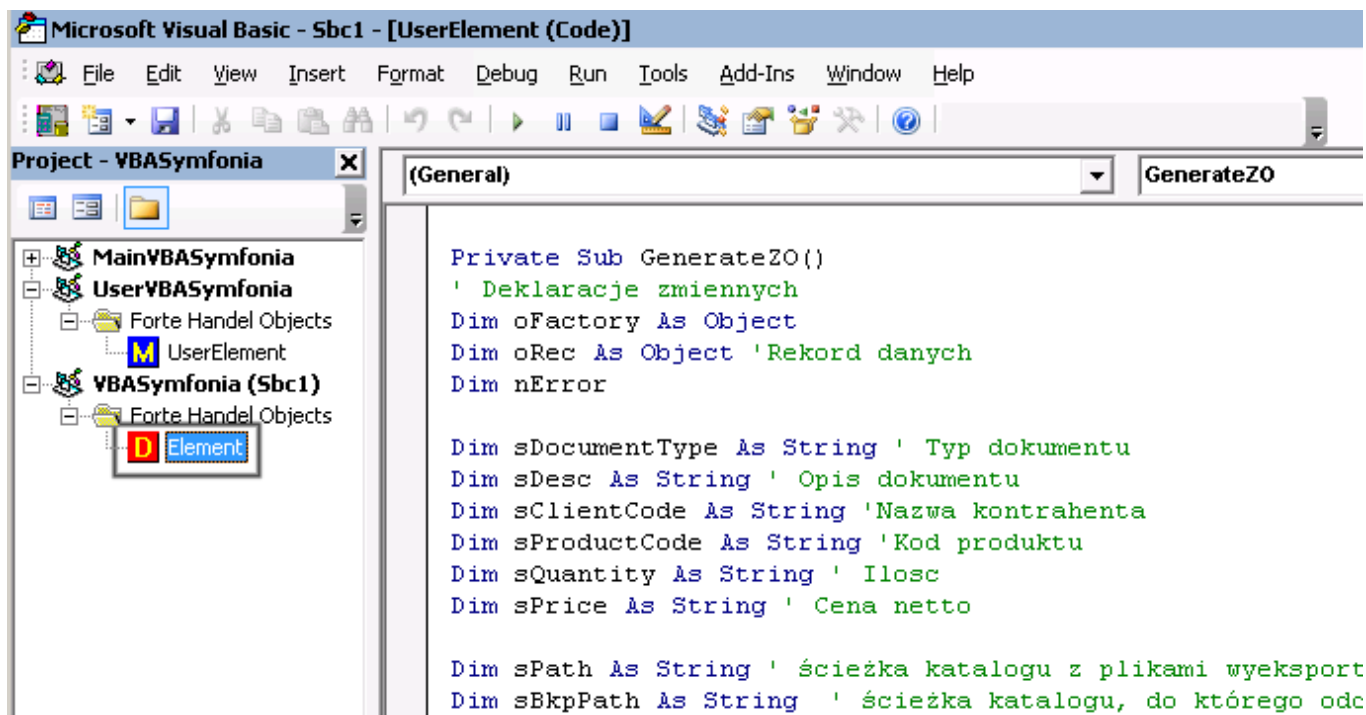 Microsoft Visual Basic - Sbc1 - [UserElement (Code)]
File Edit View Insert Format Debug Run Tools Add-Ins Window Help
Project - VBASymfonia
(General)
GenerateZO
MainVBASymfonia
UserVBASymfonia
Forte Handel Objects
M UserElement
VBASymfonia (Sbc1)
Forte Handel Objects
D Element
Private Sub GenerateZO()
' Deklaracje zmiennych
Dim oFactory As Object
Dim oRec As Object 'Rekord danych
Dim nError
Dim sDocumentType As String ' Typ dokumentu
Dim sDesc As String ' Opis dokumentu
Dim sClientCode As String 'Nazwa kontrahenta
Dim sProductCode As String 'Kod produktu
Dim sQuantity As String ' Ilosc
Dim sPrice As String ' Cena netto
Dim sPath As String ' ścieżka katalogu z plikami wyeksport
Dim sBkpPath As String ' ścieżka katalogu, do którego odc